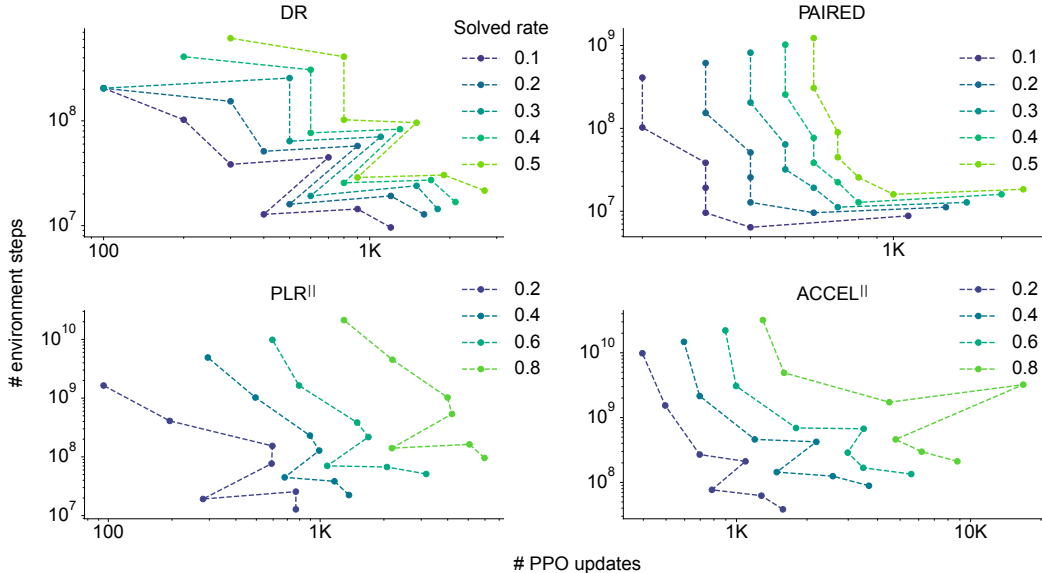 DR
PAIRED
Solved rate
0.1
0.2
0.3
0.4
0.5
10^8
10^7
100
1K
10^9
10^8
10^7
0.1
0.2
0.3
0.4
0.5
1K
# environment steps
PLR^||
0.2
0.4
0.6
0.8
10^10
10^9
10^8
10^7
100
1K
ACCEL^||
0.2
0.4
0.6
0.8
10^10
10^9
10^8
1K
10K
# PPO updates